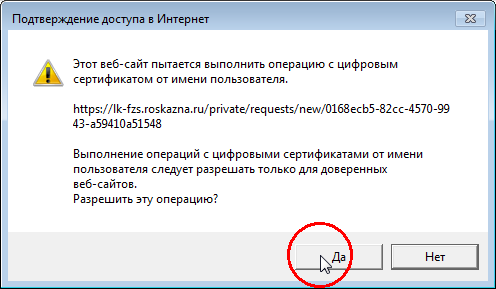 Подтверждение доступа в Интернет
Этот веб-сайт пытается выполнить операцию с цифровым
сертификатом от имени пользователя.
https://lk-fzs.roskazna.ru/private/requests/new/0168ecb5-82cc-4570-99
43-a59410a51548
Выполнение операций с цифровыми сертификатами от имени
пользователя следует разрешать только для доверенных
веб-сайтов.
Разрешить эту операцию?
Да
Нет